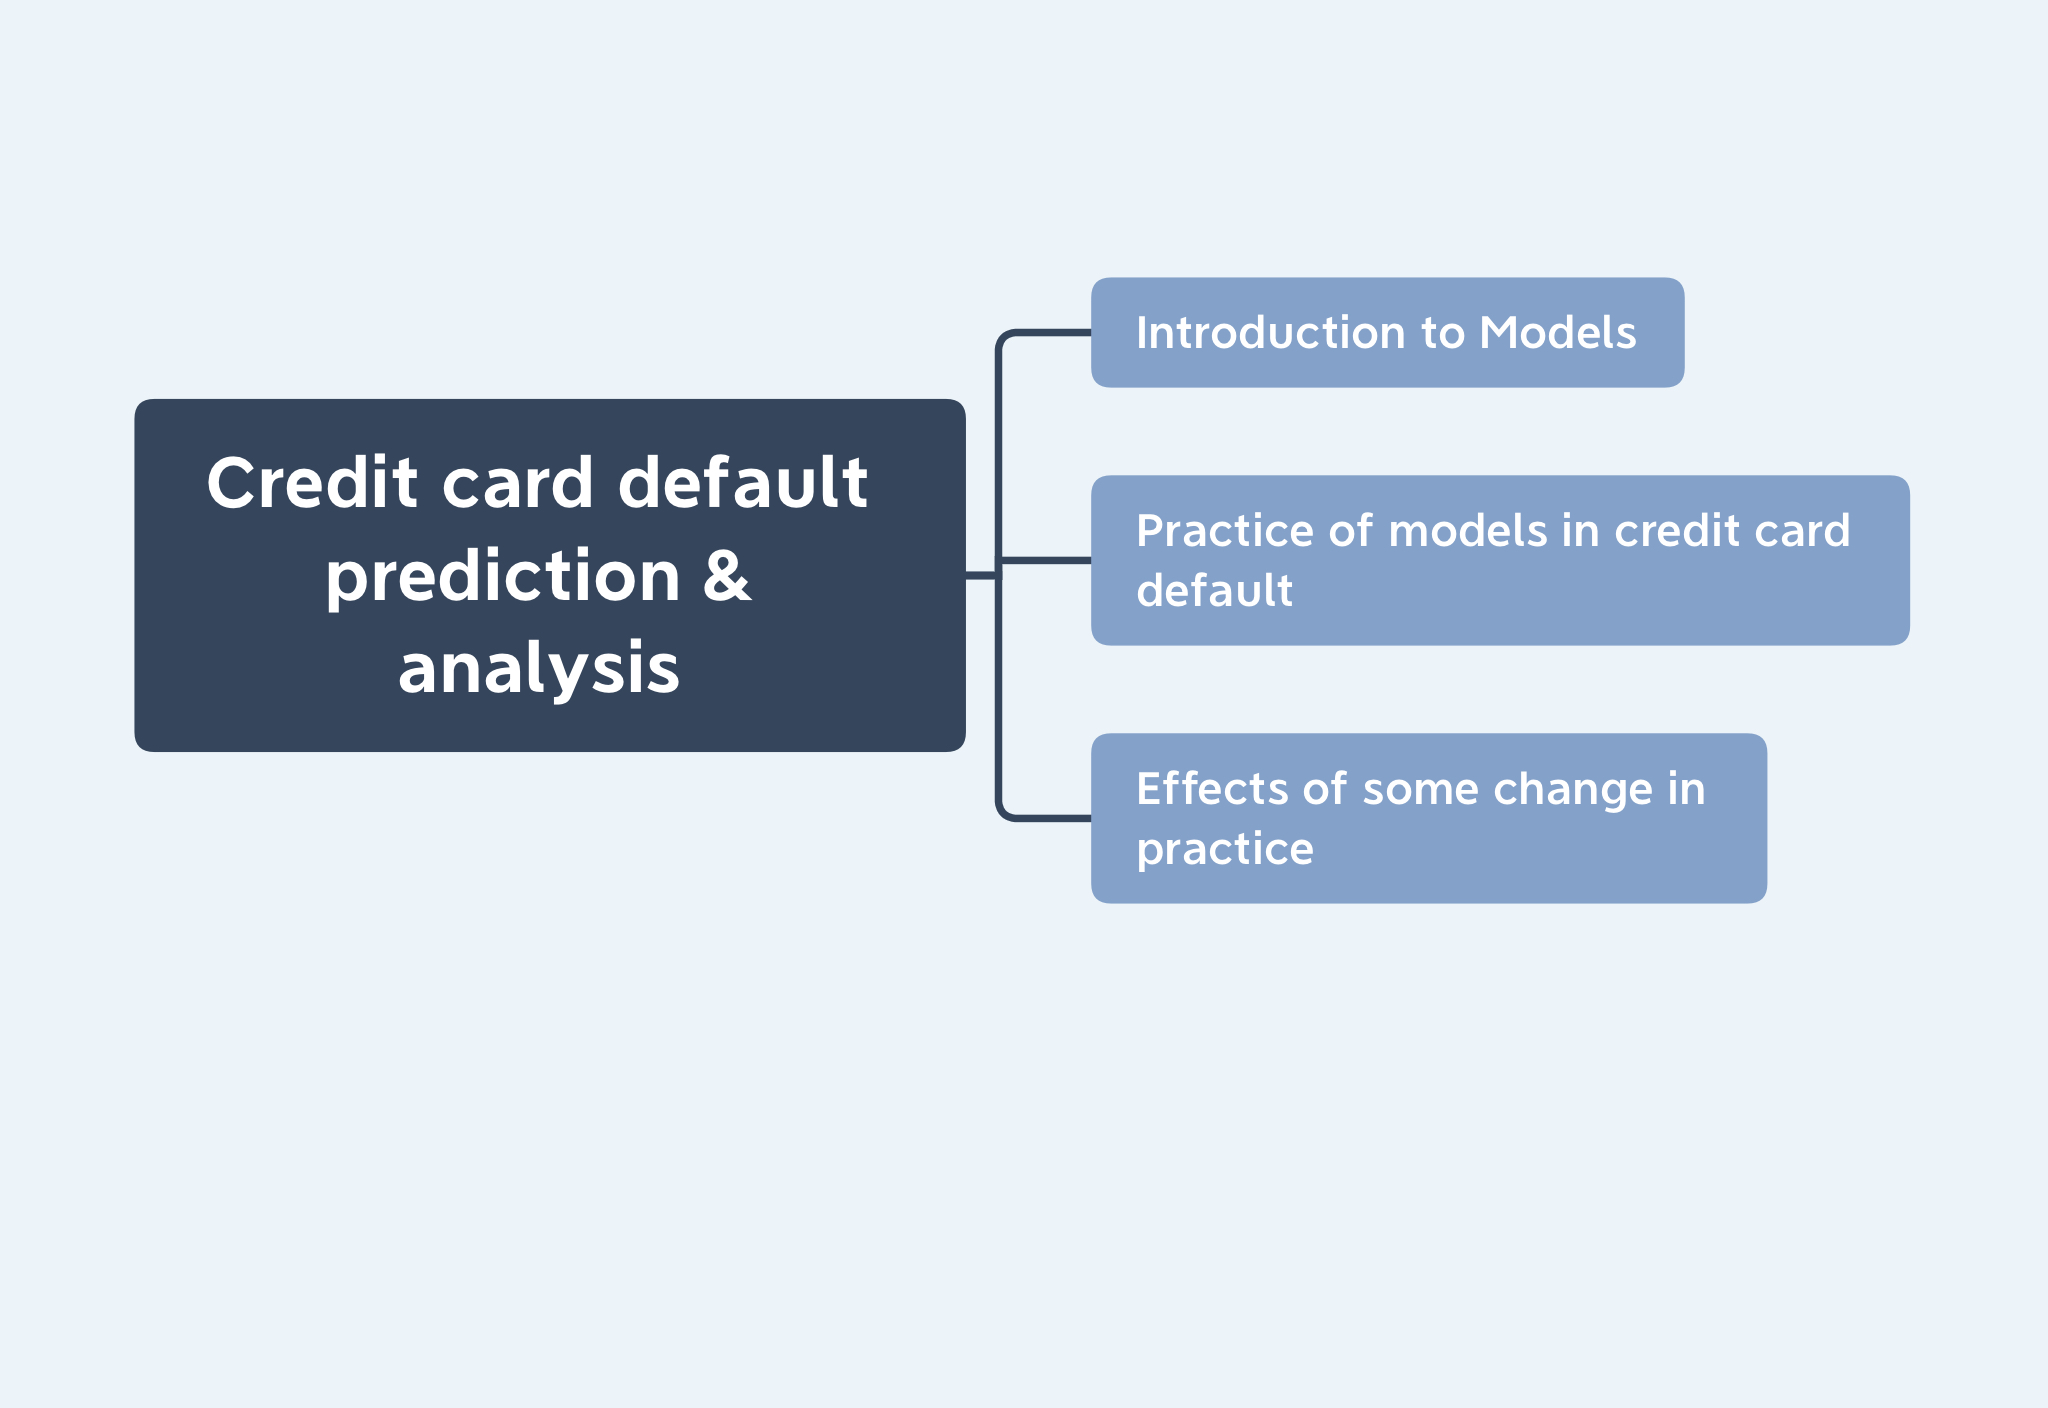 Credit card default
prediction &
analysis
Introduction to Models
Practice of models in credit card
default
Effects of some change in
practice